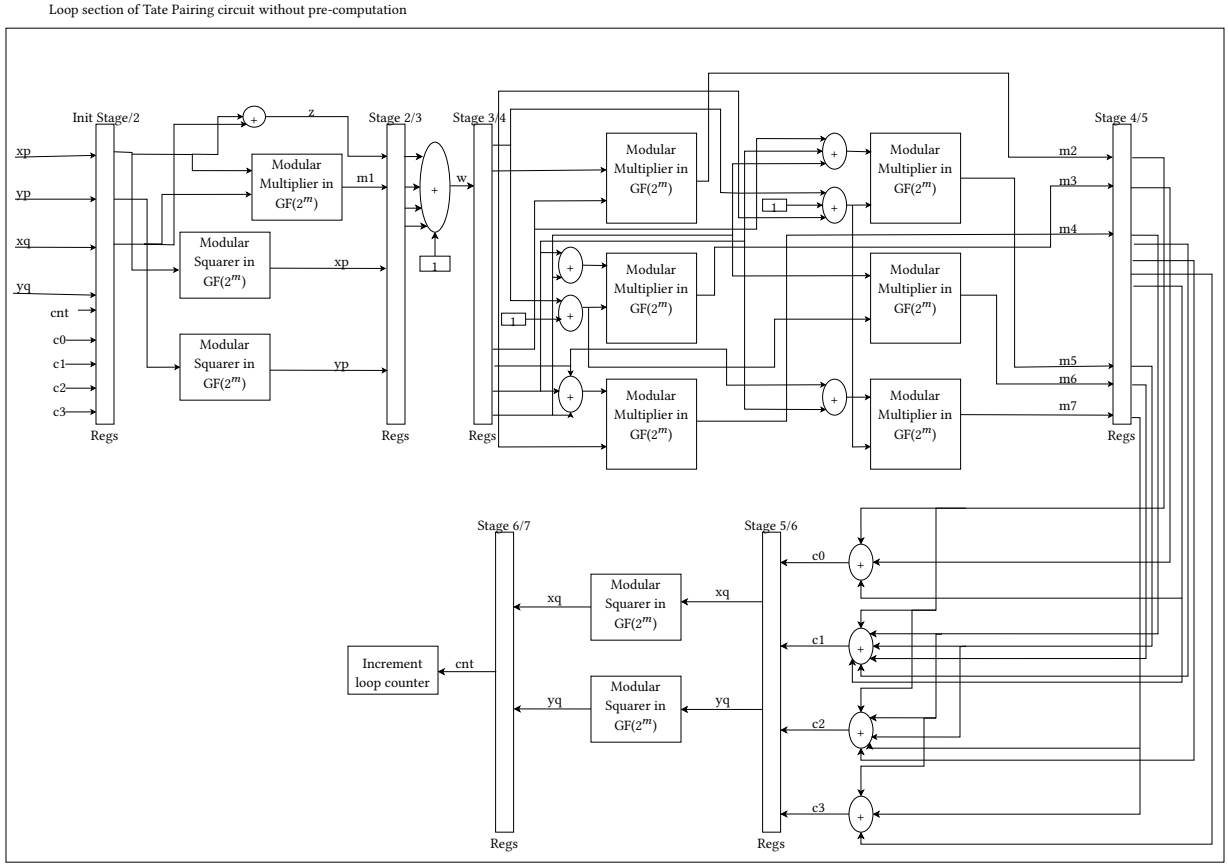 Loop section of Tate Pairing circuit without pre-computation
Init Stage/2
Stage 2/3
Stage 3/4
Stage 4/5
xp
yp
xq
yq
cnt
c0
c1
c2
c3
Regs
+
z
Modular
Multiplier in
GF(2^m)
m1
Modular
Squarer in
GF(2^m)
xp
Modular
Squarer in
GF(2^m)
yp
Regs
+
1
w
Regs
Modular
Multiplier in
GF(2^m)
+
+
1
Modular
Multiplier in
GF(2^m)
+
Modular
Multiplier in
GF(2^m)
+
1
+
Modular
Multiplier in
GF(2^m)
Modular
Multiplier in
GF(2^m)
+
Modular
Multiplier in
GF(2^m)
m2
m3
m4
m5
m6
m7
Regs
Stage 6/7
Stage 5/6
c0
+
c1
+
c2
+
c3
+
xq
Modular
Squarer in
GF(2^m)
xq
yq
Modular
Squarer in
GF(2^m)
yq
cnt
Increment
loop counter
Regs
Regs